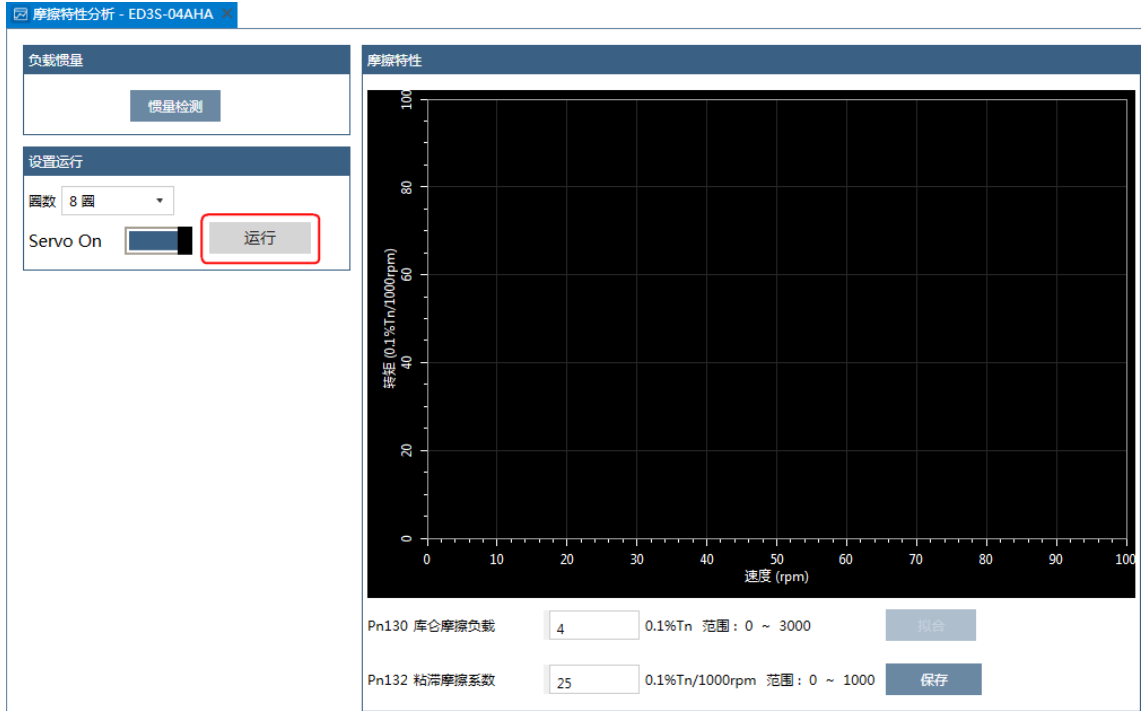 摩擦特性分析 - ED3S-04AHA ×
负载惯量
惯量检测
设置运行
圈数 8 圈
Servo On 运行
摩擦特性
转矩 (0.1%Tn/1000rpm)
100
80
60
40
20
0
0 10 20 30 40 50 60 70 80 90 100
速度 (rpm)
Pn130 库仑摩擦负载 4 0.1%Tn 范围: 0 ~ 3000 拟合
Pn132 粘滞摩擦系数 25 0.1%Tn/1000rpm 范围: 0 ~ 1000 保存